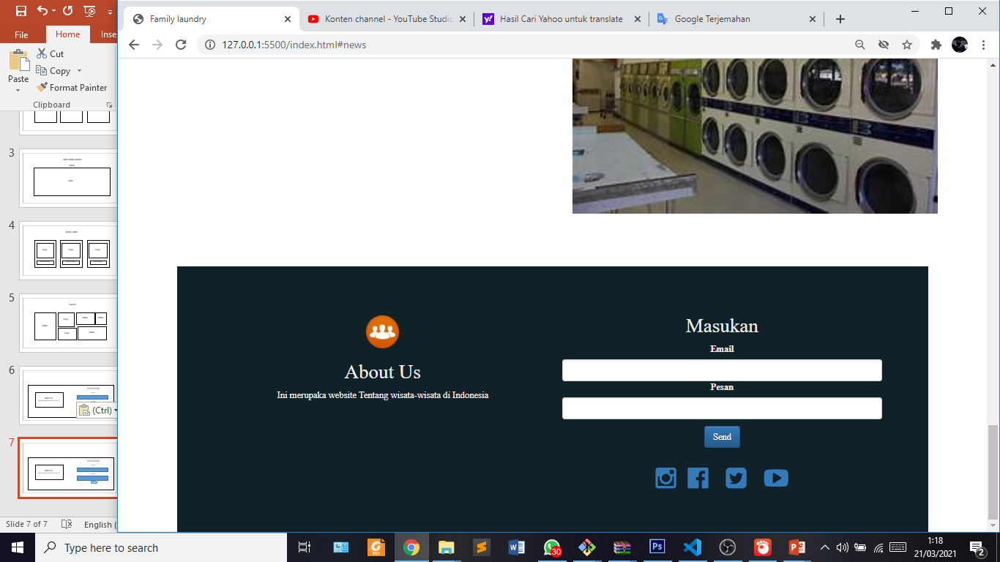 Family laundry
Konten channel - YouTube Studio
Hasil Cari Yahoo untuk translate
Google Terjemahan
File
Home
Inse
127.0.0.1:5500/index.html#news
Paste
Cut
Copy
Format Painter
Clipboard
3
4
5
6
(Ctrl)
7
About Us
Ini merupaka website Tentang wisata-wisata di Indonesia
Masukan
Email
Pesan
Send
Slide 7 of 7
English (
Type here to search
30
1:18
21/03/2021
2